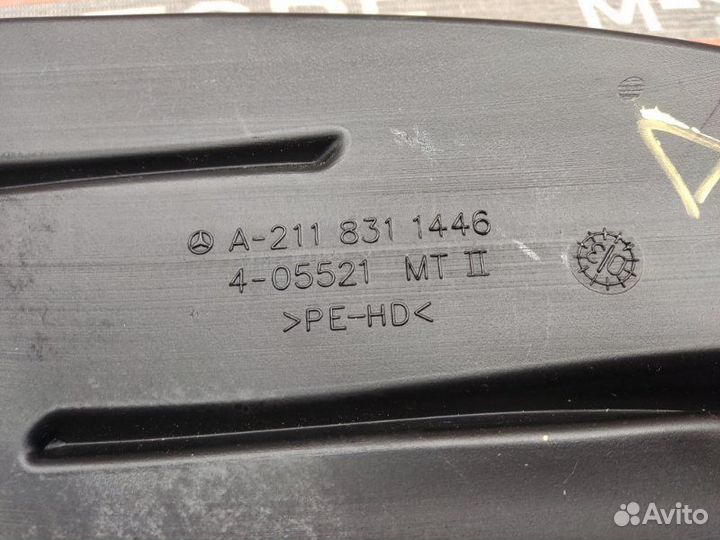 A-211 831 1446
4-05521 MT II
>PE-HD<
Avito